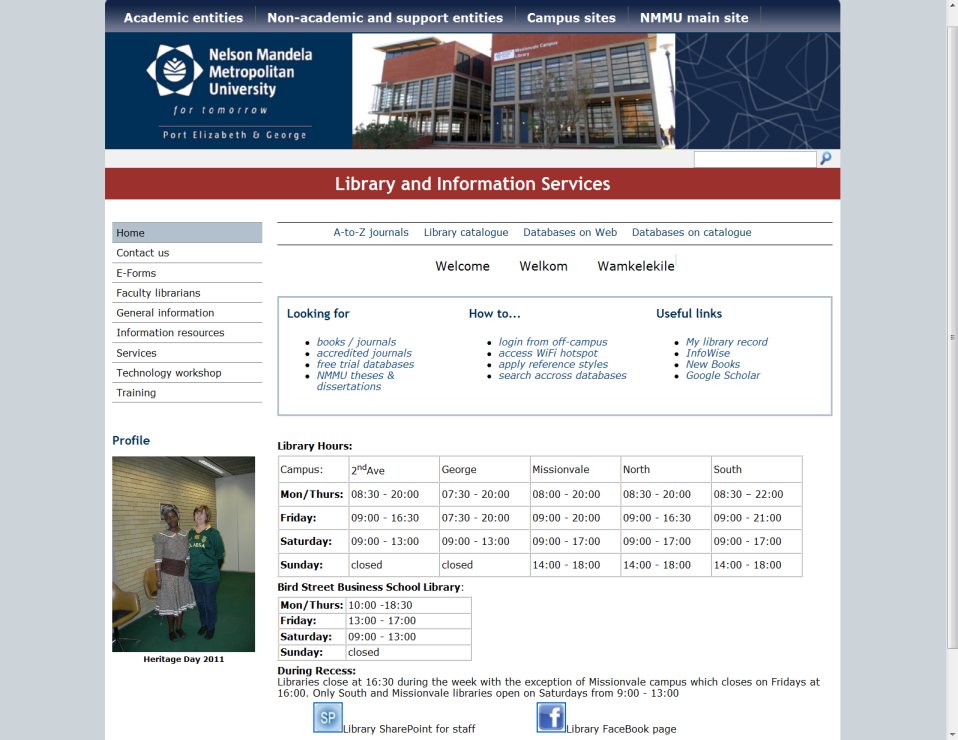 Academic entities Non-academic and support entities Campus sites NMMU main site
Nelson Mandela
Metropolitan
University
for tomorrow
Port Elizabeth & George
Missionvale Campus
Library
Library and Information Services
Home
Contact us
E-Forms
Faculty librarians
General information
Information resources
Services
Technology workshop
Training
Profile
ABSA
Heritage Day 2011
A-to-Z journals Library catalogue Databases on Web Databases on catalogue
Welcome Welkom Wamkelekile
Looking for
books / journals
accredited journals
free trial databases
NMMU theses &
dissertations
How to...
login from off-campus
access WiFi hotspot
apply reference styles
search accross databases
Useful links
My library record
InfoWise
New Books
Google Scholar
Library Hours:
Campus: 2ndAve George Missionvale North South
Mon/Thurs: 08:30 - 20:00 07:30 - 20:00 08:00 - 20:00 08:30 - 20:00 08:30 – 22:00
Friday: 09:00 - 16:30 07:30 - 20:00 09:00 - 20:00 09:00 - 16:30 09:00 - 21:00
Saturday: 09:00 - 13:00 09:00 - 13:00 09:00 - 17:00 09:00 - 17:00 09:00 - 17:00
Sunday: closed closed 14:00 - 18:00 14:00 - 18:00 14:00 - 18:00
Bird Street Business School Library:
Mon/Thurs: 10:00 -18:30
Friday: 13:00 - 17:00
Saturday: 09:00 - 13:00
Sunday: closed
During Recess:
Libraries close at 16:30 during the week with the exception of Missionvale campus which closes on Fridays at
16:00. Only South and Missionvale libraries open on Saturdays from 9:00 - 13:00
SP Library SharePoint for staff f Library FaceBook page